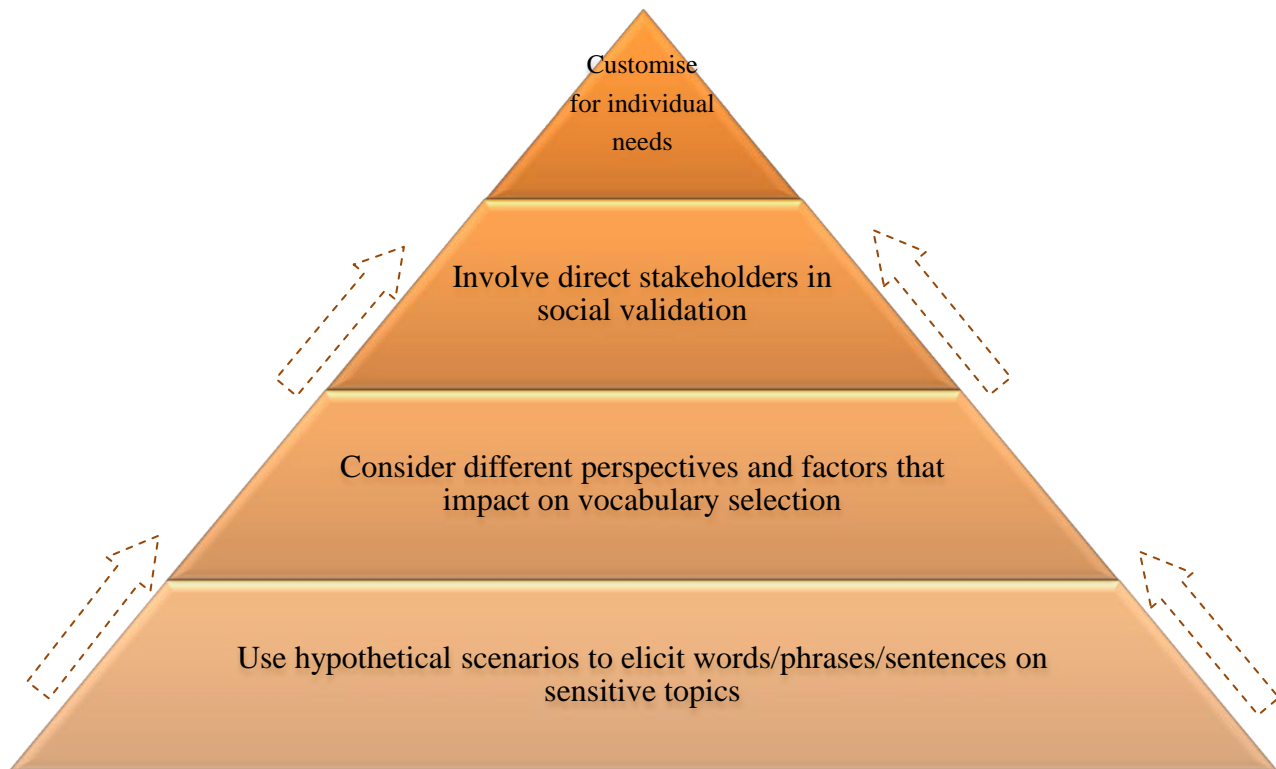 Customise
for individual
needs
Involve direct stakeholders in
social validation
Consider different perspectives and factors that
impact on vocabulary selection
Use hypothetical scenarios to elicit words/phrases/sentences on
sensitive topics